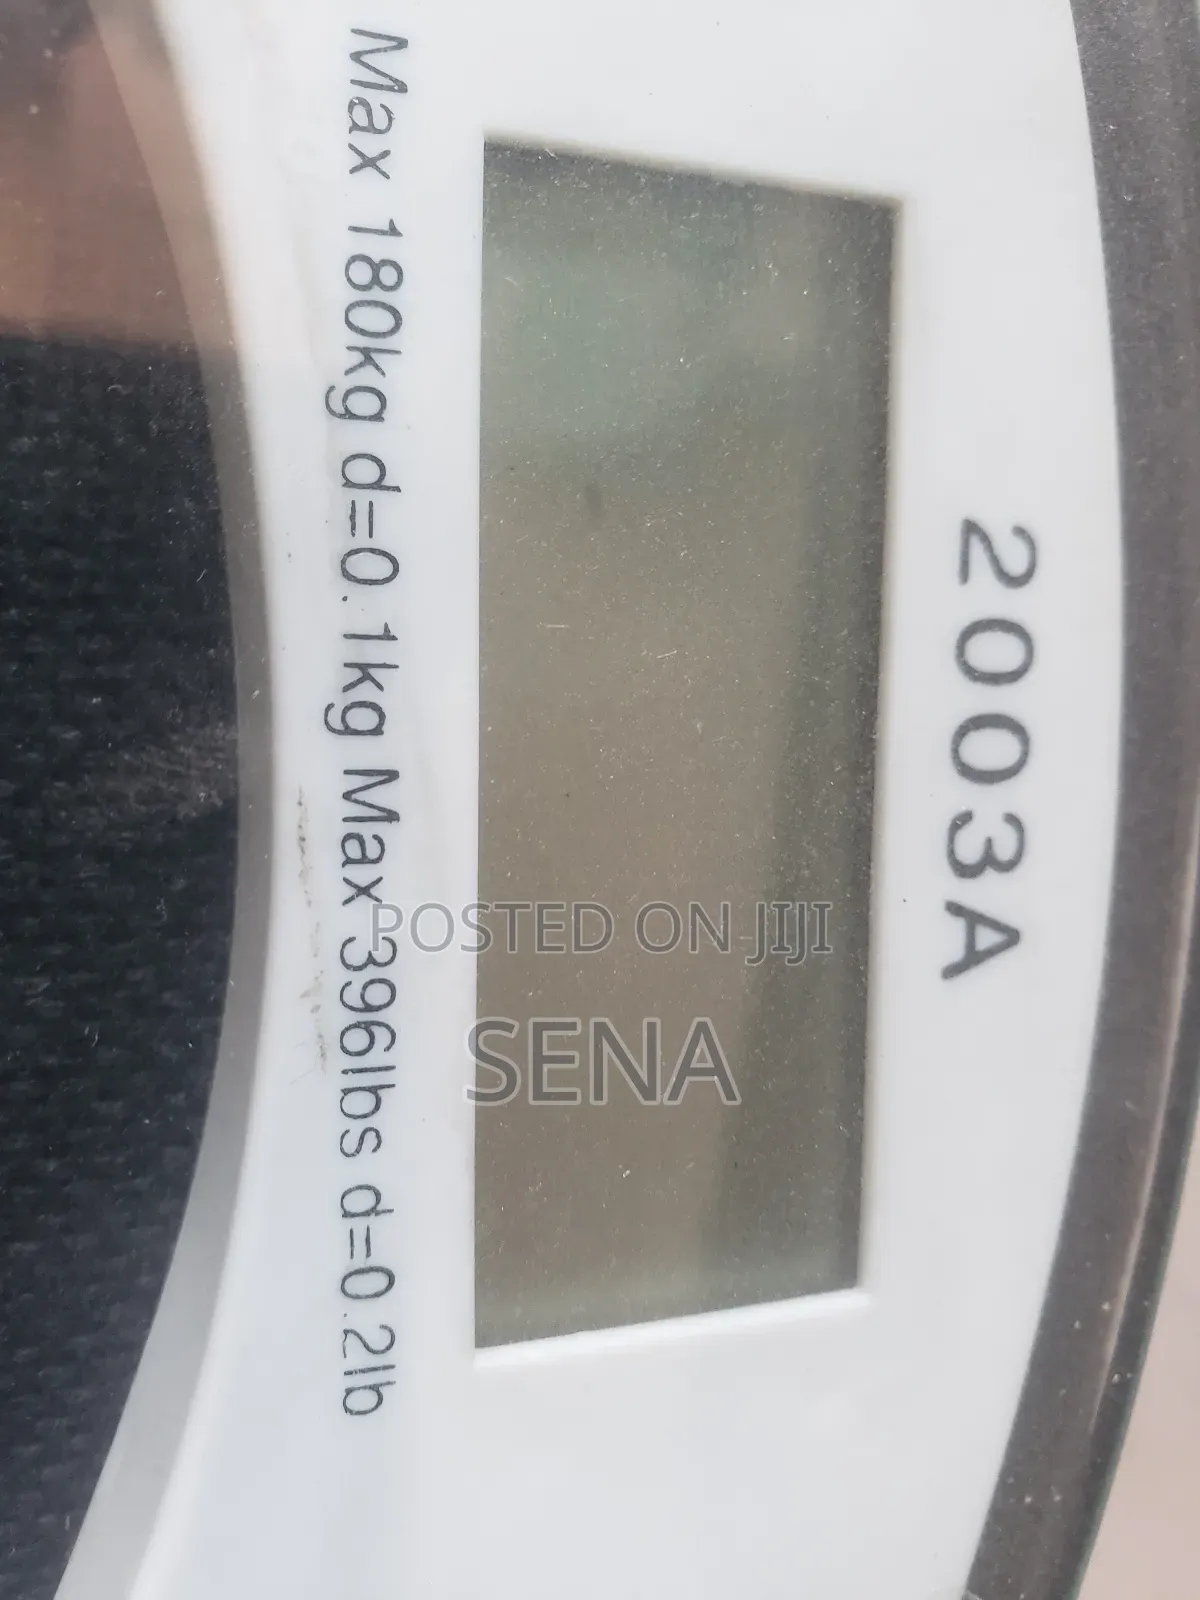 2003A
Max 180kg d=0.1kg Max 396lbs d=0.2lb
POSTED ON JIJI
SENA